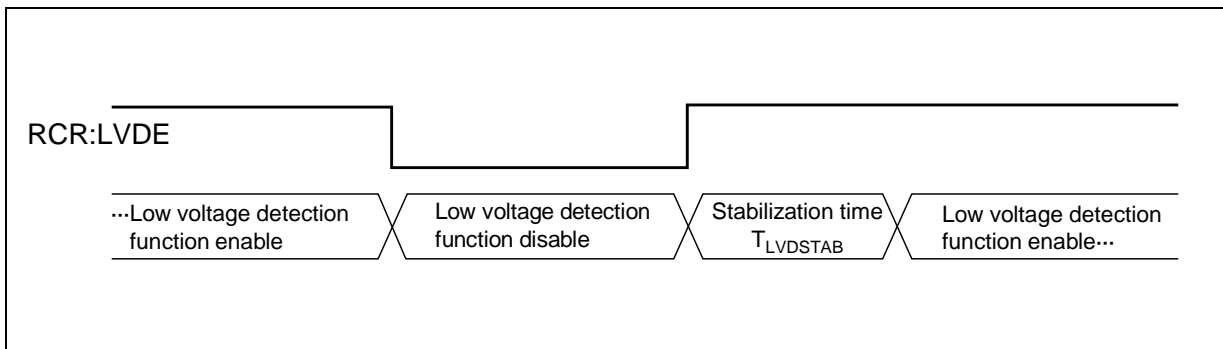 RCR:LVDE
···Low voltage detection
function enable
Low voltage detection
function disable
Stabilization time
TLVDSTAB
Low voltage detection
function enable···